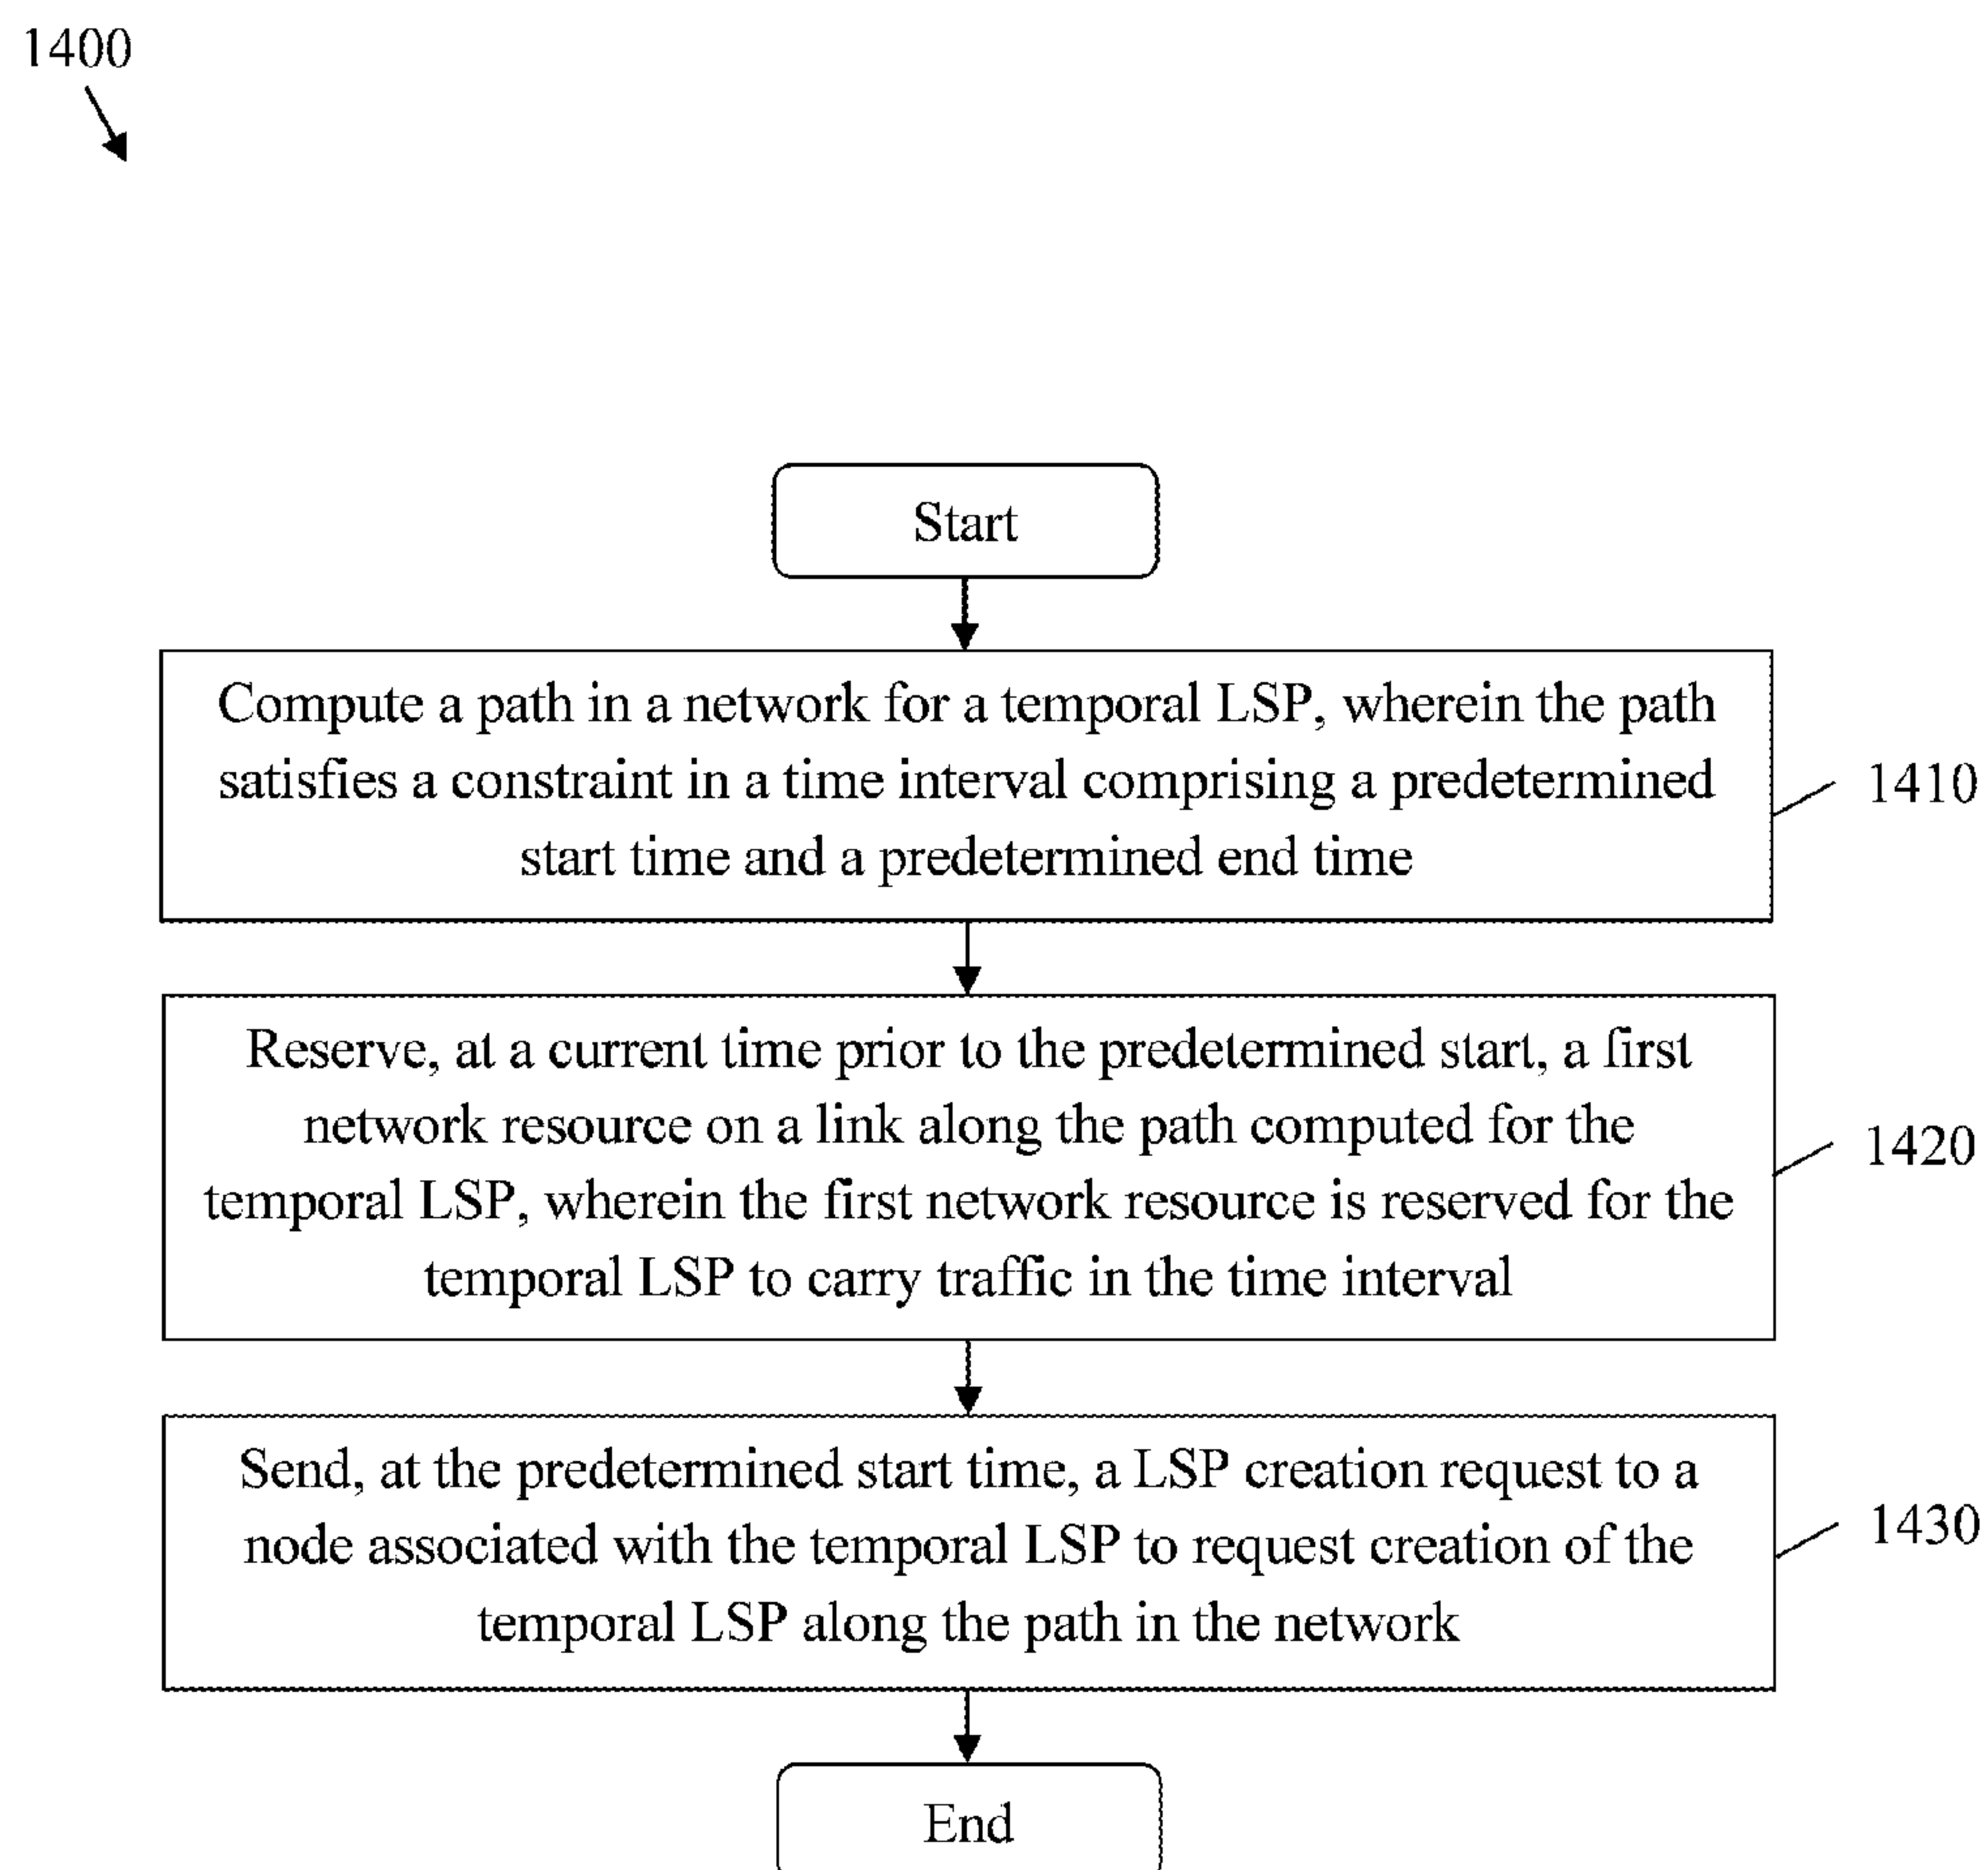 1400
Start
Compute a path in a network for a temporal LSP, wherein the path
satisfies a constraint in a time interval comprising a predetermined
start time and a predetermined end time
1410
Reserve, at a current time prior to the predetermined start, a first
network resource on a link along the path computed for the
temporal LSP, wherein the first network resource is reserved for the
temporal LSP to carry traffic in the time interval
1420
Send, at the predetermined start time, a LSP creation request to a
node associated with the temporal LSP to request creation of the
temporal LSP along the path in the network
1430
End